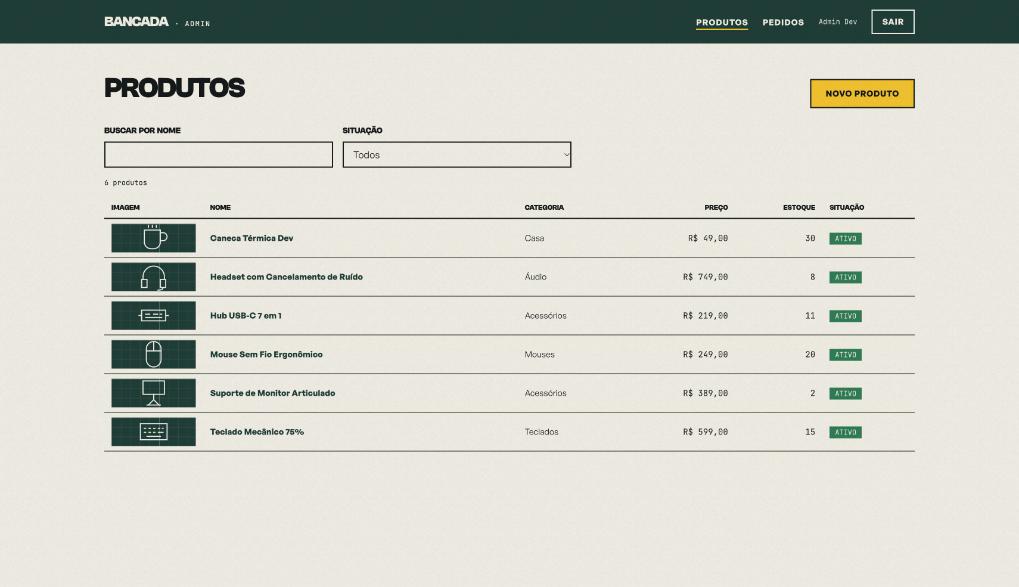 BANCADA · ADMIN
PRODUTOS PEDIDOS Admin Dev SAIR
PRODUTOS
NOVO PRODUTO
BUSCAR POR NOME SITUAÇÃO
Todos
6 produtos
IMAGEM NOME CATEGORIA PREÇO ESTOQUE SITUAÇÃO
Caneca Térmica Dev Casa R$ 49,00 30 ATIVO
Headset com Cancelamento de Ruído Áudio R$ 749,00 8 ATIVO
Hub USB-C 7 em 1 Acessórios R$ 219,00 11 ATIVO
Mouse Sem Fio Ergonômico Mouses R$ 249,00 20 ATIVO
Suporte de Monitor Articulado Acessórios R$ 389,00 2 ATIVO
Teclado Mecânico 75% Teclados R$ 599,00 15 ATIVO